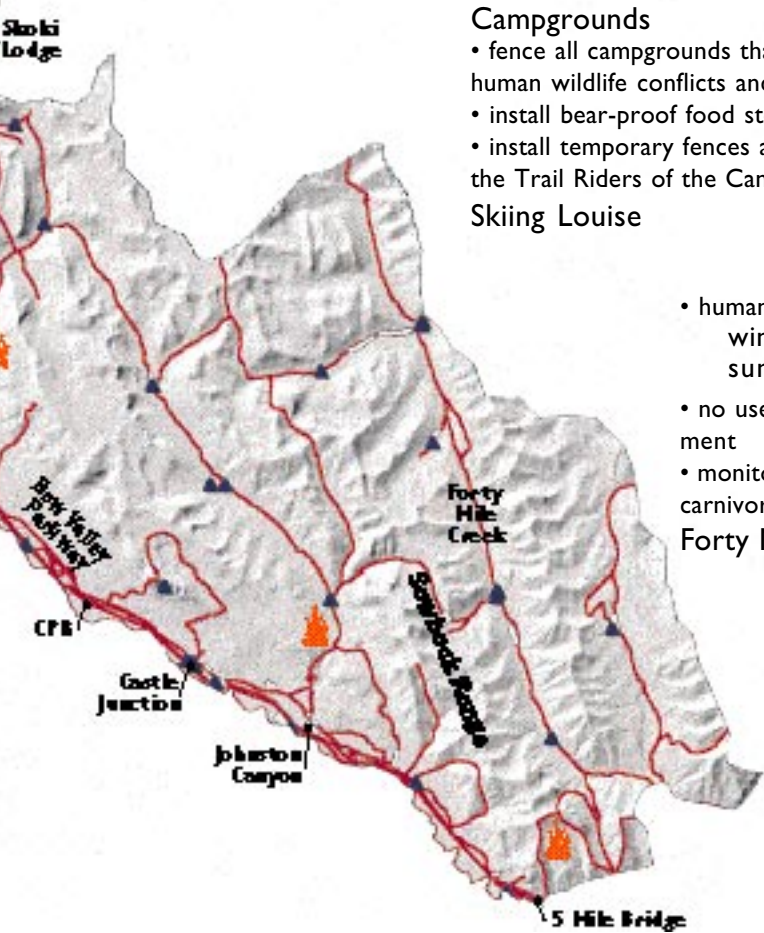 Skoki
Lodge
Campgrounds
• fence all campgrounds tha
human wildlife conflicts and
• install bear-proof food st
• install temporary fences a
the Trail Riders of the Can
Skiing Louise
• human
win
sum
• no use
ment
• monito
carnivor
Forty
Bow Valley
Parkway
Forty
Mile
Creek
CPR
Sawback Range
Castle
Junction
Johnston
Canyon
5 Mile Bridge